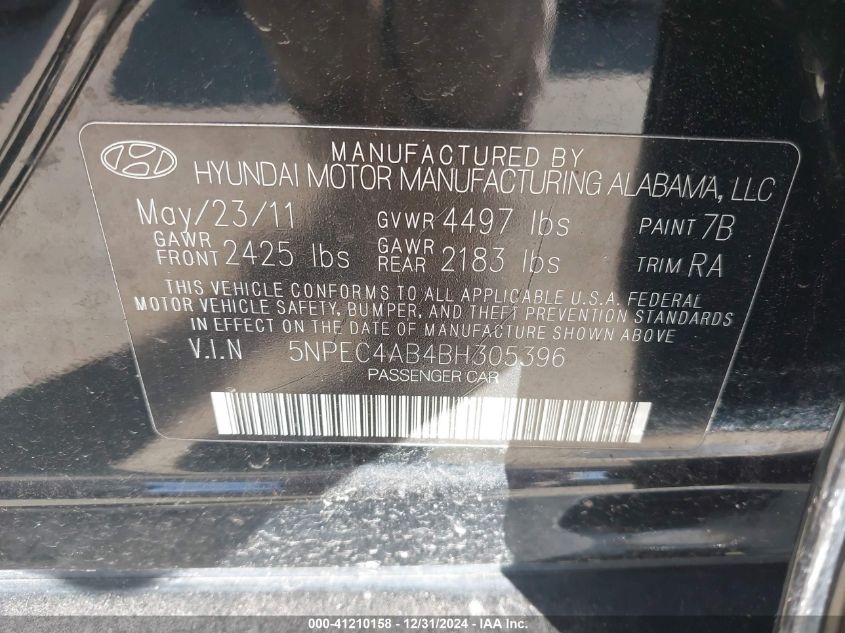 MANUFACTURED BY
HYUNDAI MOTOR MANUFACTURING ALABAMA, LLC
May/23/11 GVWR 4497 lbs PAINT 7B
GAWR FRONT 2425 lbs GAWR REAR 2183 lbs TRIM RA
THIS VEHICLE CONFORMS TO ALL APPLICABLE U.S.A. FEDERAL
MOTOR VEHICLE SAFETY, BUMPER, AND THEFT PREVENTION STANDARDS
IN EFFECT ON THE DATE OF MANUFACTURE SHOWN ABOVE
V.I.N 5NPEC4AB4BH305396
PASSENGER CAR
000-41210158 - 12/31/2024 - IAA Inc.